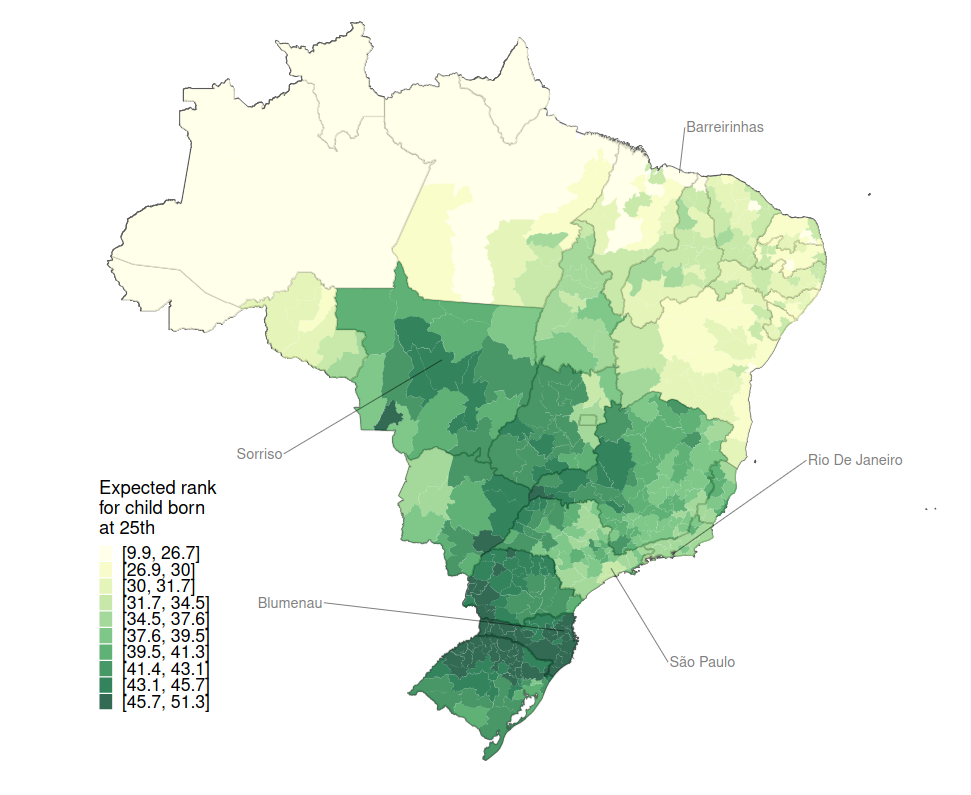 Barreirinhas
Sorriso
Rio De Janeiro
Expected rank
for child born
at 25th
[9.9, 26.7]
[26.9, 30]
[30, 31.7]
[31.7, 34.5]
[34.5, 37.6]
[37.6, 39.5]
[39.5, 41.3]
[41.4, 43.1]
[43.1, 45.7]
[45.7, 51.3]
Blumenau
São Paulo